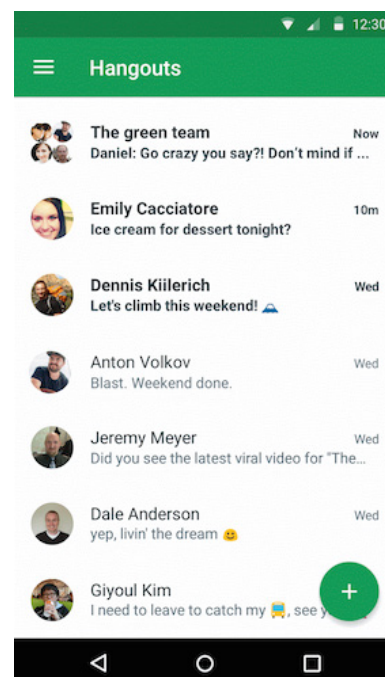 12:30
Hangouts
The green team
Now
Daniel: Go crazy you say?! Don't mind if ...
Emily Cacciatore
10m
Ice cream for dessert tonight?
Dennis Kiilerich
Wed
Let's climb this weekend! 🗻
Anton Volkov
Wed
Blast. Weekend done.
Jeremy Meyer
Wed
Did you see the latest viral video for "The...
Dale Anderson
Wed
yep, livin' the dream 😀
Giyoul Kim
I need to leave to catch my 🚍, see